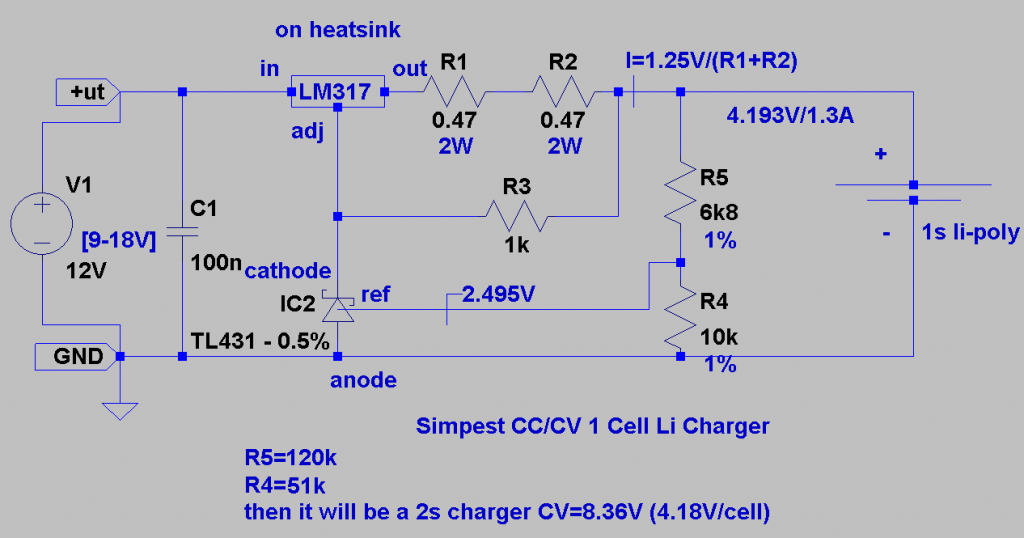 on heatsink
in
out
R1
R2
I=1.25V/(R1+R2)
+ut
LM317
0.47
0.47
4.193V/1.3A
2W
2W
adj
+
V1
R3
R5
C1
6k8
[9-18V]
1k
1%
-
1s li-poly
12V
100n
cathode
IC2
ref
2.495V
R4
TL431 - 0.5%
10k
GND
1%
anode
Simpest CC/CV 1 Cell Li Charger
R5=120k
R4=51k
then it will be a 2s charger CV=8.36V (4.18V/cell)